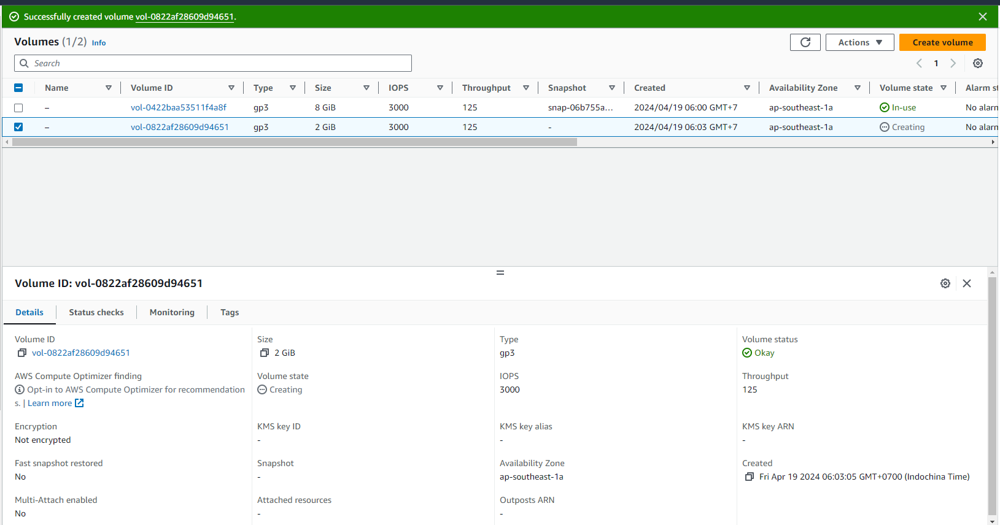 Successfully created volume vol-0822af28609d94651.
Volumes (1/2) Info
Actions
Create volume
Search
1
Name Volume ID Type Size IOPS Throughput Snapshot Created Availability Zone Volume state Alarm st
– vol-0422baa53511f4a8f gp3 8 GiB 3000 125 snap-06b755a... 2024/04/19 06:00 GMT+7 ap-southeast-1a In-use No alarm
– vol-0822af28609d94651 gp3 2 GiB 3000 125 - 2024/04/19 06:03 GMT+7 ap-southeast-1a Creating No alarm
Volume ID: vol-0822af28609d94651
Details Status checks Monitoring Tags
Volume ID
vol-0822af28609d94651
Size
2 GiB
Type
gp3
Volume status
Okay
AWS Compute Optimizer finding
Opt-in to AWS Compute Optimizer for recommendation
s. | Learn more
Volume state
Creating
IOPS
3000
Throughput
125
Encryption
Not encrypted
KMS key ID
-
KMS key alias
-
KMS key ARN
-
Fast snapshot restored
No
Snapshot
-
Availability Zone
ap-southeast-1a
Created
Fri Apr 19 2024 06:03:05 GMT+0700 (Indochina Time)
Multi-Attach enabled
No
Attached resources
-
Outposts ARN
-